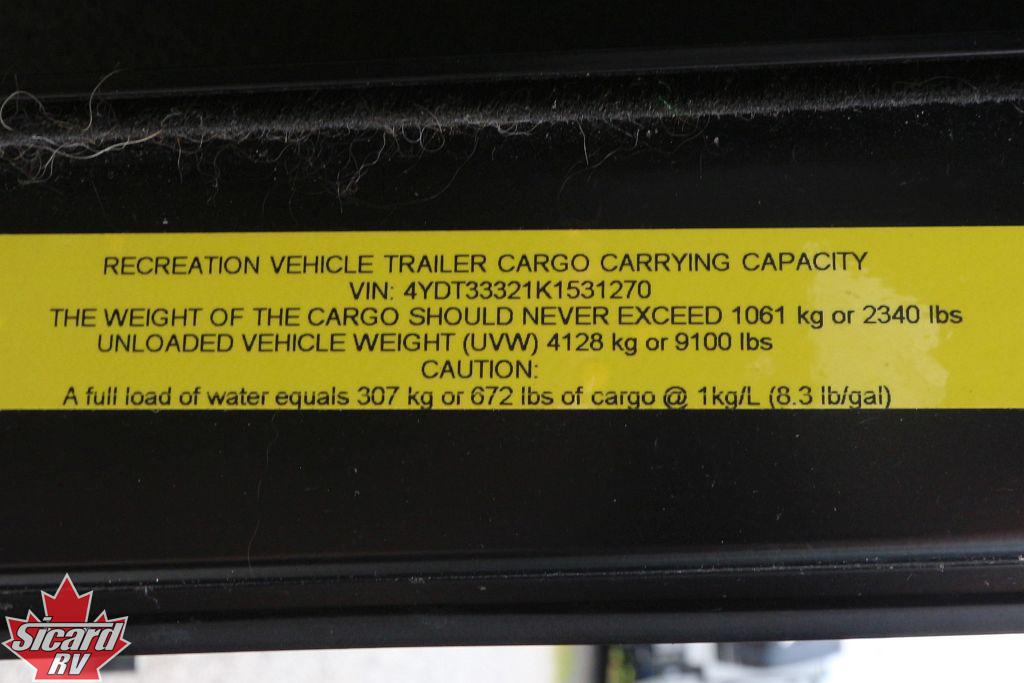 RECREATION VEHICLE TRAILER CARGO CARRYING CAPACITY
VIN: 4YDT33321K1531270
THE WEIGHT OF THE CARGO SHOULD NEVER EXCEED 1061 kg or 2340 lbs
UNLOADED VEHICLE WEIGHT (UVW) 4128 kg or 9100 lbs
CAUTION:
A full load of water equals 307 kg or 672 lbs of cargo @ 1kg/L (8.3 lb/gal)
Sicard
RV